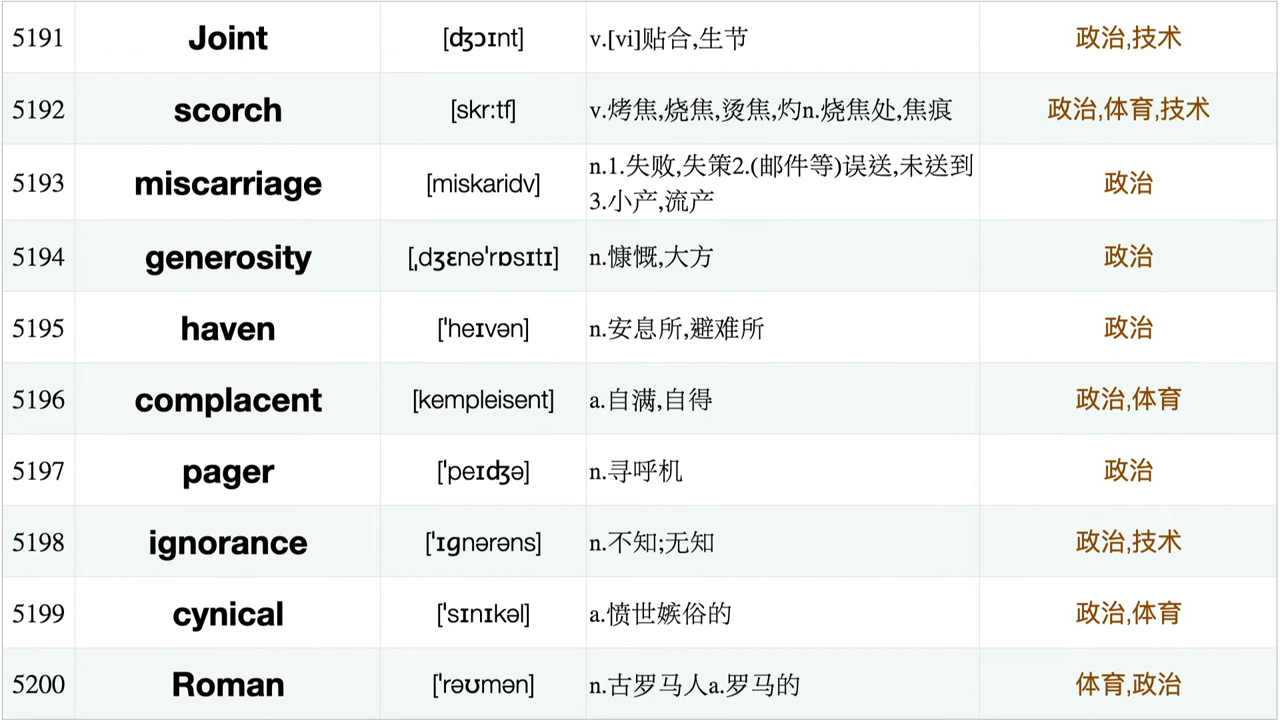 5191 Joint [ʤɔɪnt] v.[vi]贴合,生节 政治,技术
5192 scorch [skr:tf] v.烤焦,烧焦,烫焦,灼n.烧焦处,焦痕 政治,体育,技术
5193 miscarriage [miskaridv] n.1.失败,失策2.(邮件等)误送,未送到
3.小产,流产 政治
5194 generosity [ˌdʒɛnəˈrɒsɪtɪ] n.慷慨,大方 政治
5195 haven [ˈheɪvən] n.安息所,避难所 政治
5196 complacent [kempleisent] a.自满,自得 政治,体育
5197 pager [ˈpeɪʤə] n.寻呼机 政治
5198 ignorance [ˈɪɡnərəns] n.不知;无知 政治,技术
5199 cynical [ˈsɪnɪkəl] a.愤世嫉俗的 政治,体育
5200 Roman [ˈrəʊmən] n.古罗马人a.罗马的 体育,政治